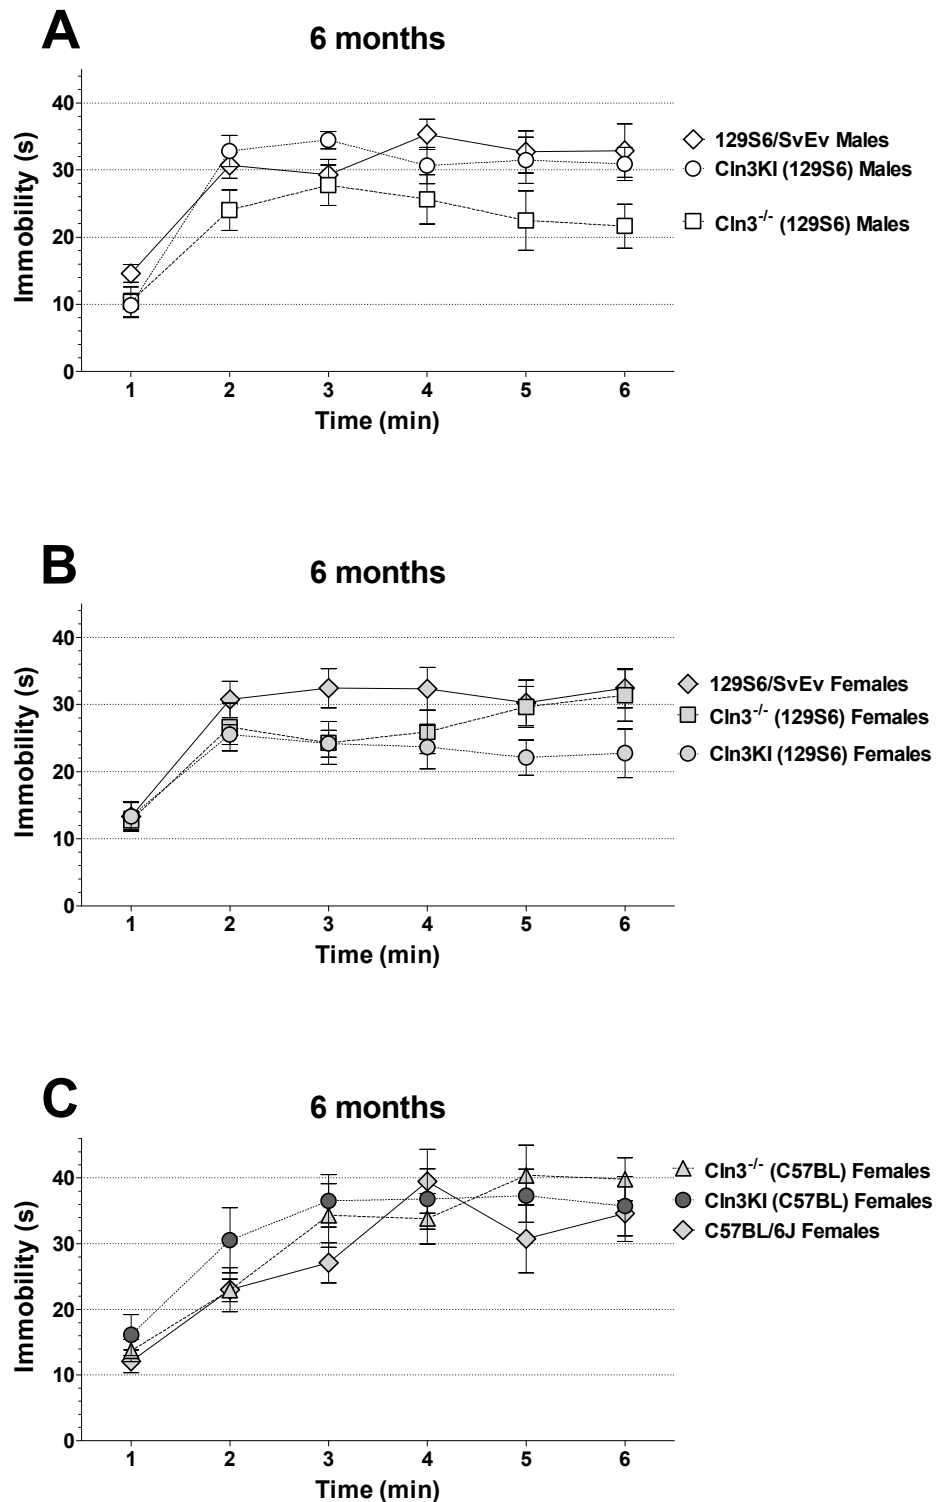 A
6 months
Immobility (s)
40
30
20
10
0
1 2 3 4 5 6
Time (min)
129S6/SvEv Males
Cln3KI (129S6) Males
Cln3-/- (129S6) Males
B
6 months
Immobility (s)
40
30
20
10
0
1 2 3 4 5 6
Time (min)
129S6/SvEv Females
Cln3-/- (129S6) Females
Cln3KI (129S6) Females
C
6 months
Immobility (s)
40
30
20
10
0
1 2 3 4 5 6
Time (min)
Cln3-/- (C57BL) Females
Cln3KI (C57BL) Females
C57BL/6J Females